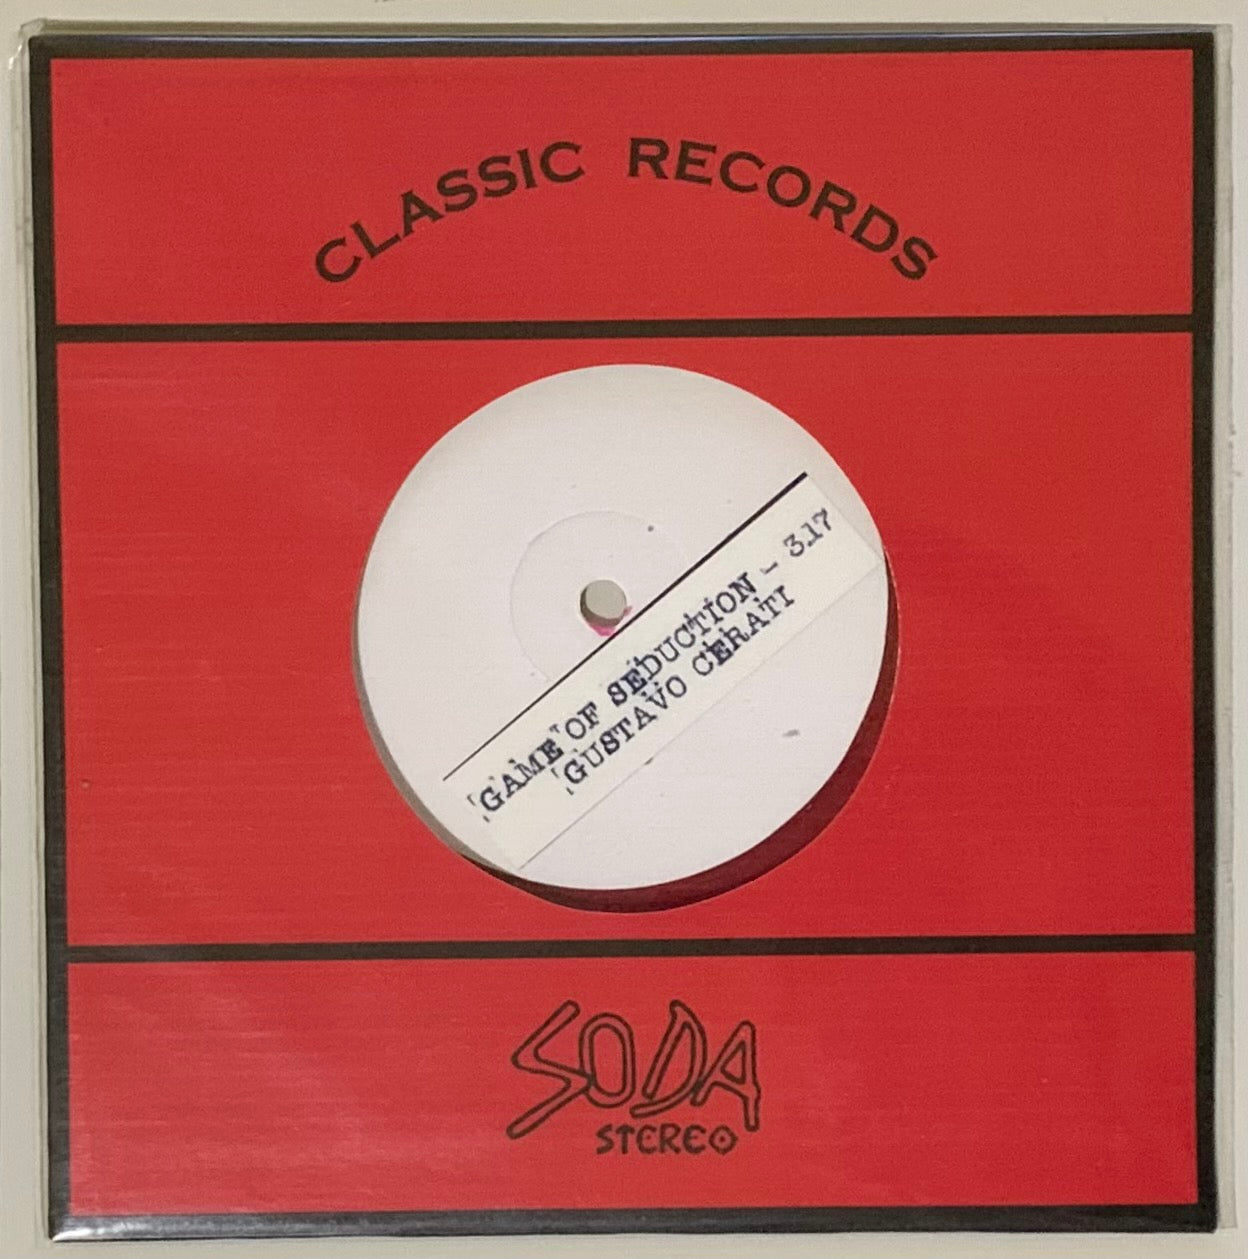 CLASSIC RECORDS
GAME OF SEDUCTION - 3.17
GUSTAVO CERATI
SODA
STEREO